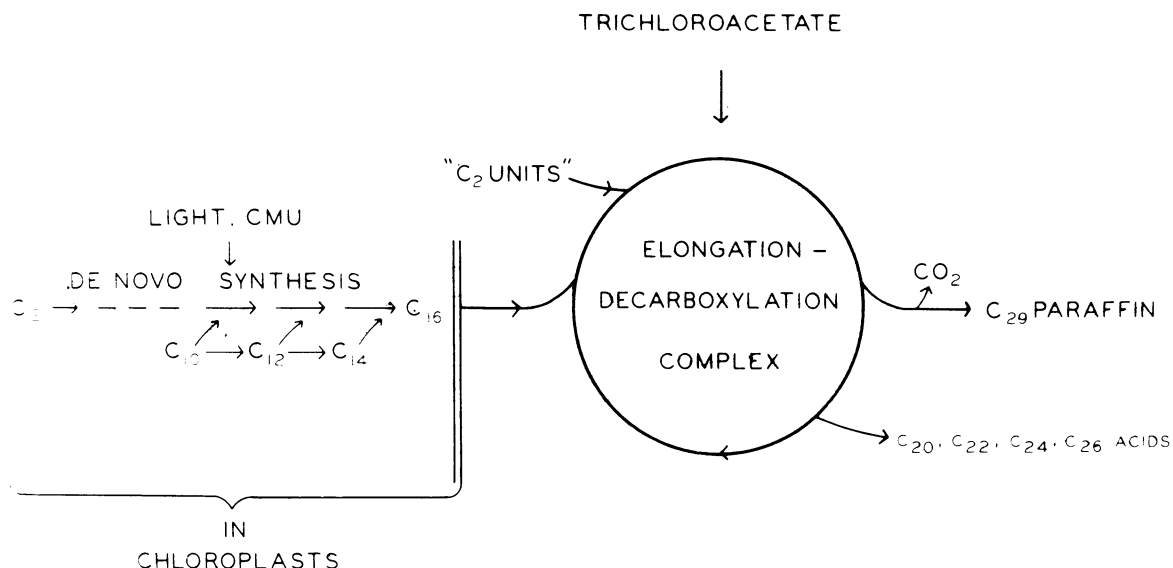 TRICHLOROACETATE
"C₂ UNITS"
LIGHT, CMU
DE NOVO SYNTHESIS
C₁₆
C₁₀ C₁₂ C₁₄
ELONGATION –
DECARBOXYLATION
COMPLEX
CO₂
C₂₉ PARAFFIN
C₂₀, C₂₂, C₂₄, C₂₆ ACIDS
IN
CHLOROPLASTS